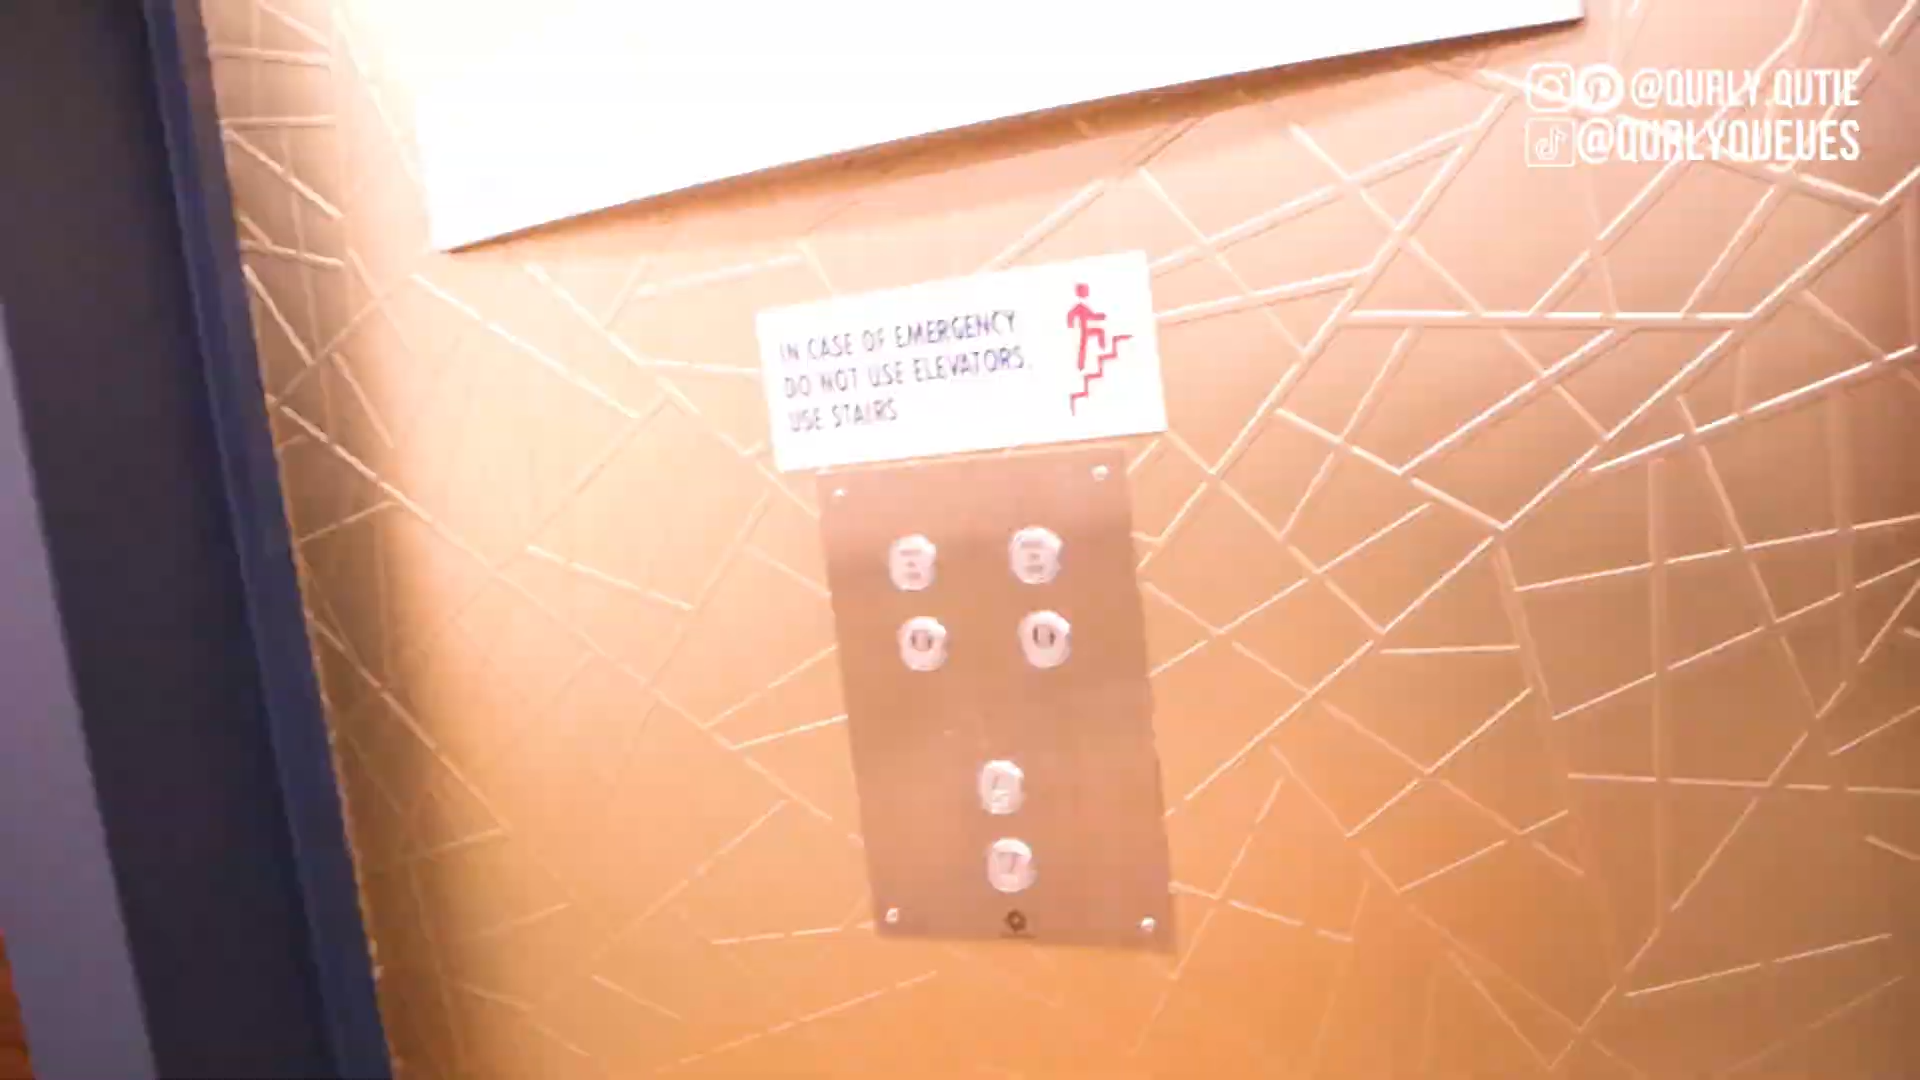 @QURLY.QUTIE
@QURLYQUEUES
IN CASE OF EMERGENCY
DO NOT USE ELEVATORS.
USE STAIRS